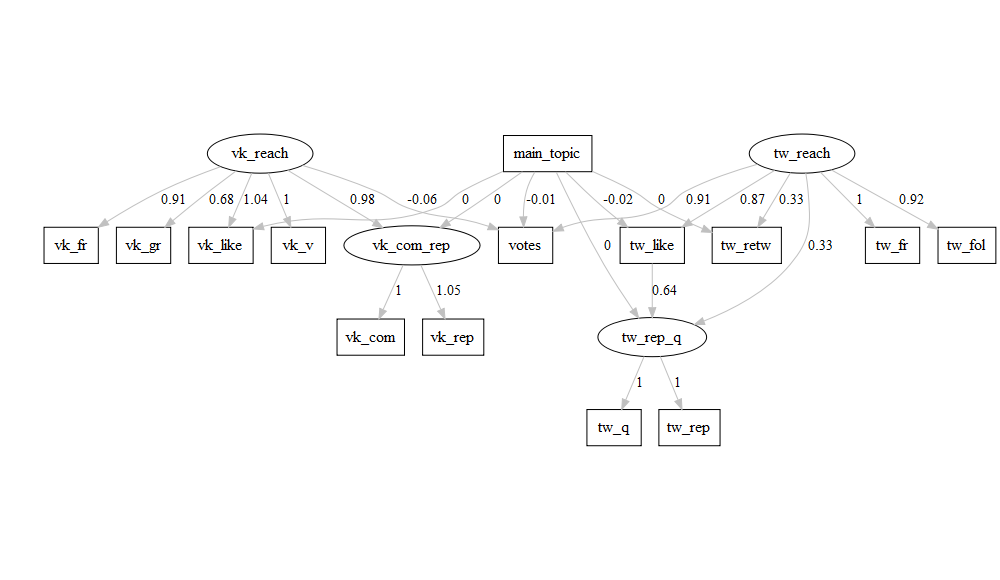 vk_reach main_topic tw_reach
0.91 0.68 1.04 1 0.98 -0.06 0 0 -0.01 -0.02 0 0.91 0.87 0.33 1 0.92
vk_fr vk_gr vk_like vk_v vk_com_rep votes tw_like tw_retw tw_fr tw_fol
0 0.33
1 1.05 0.64
vk_com vk_rep tw_rep_q
1 1
tw_q tw_rep